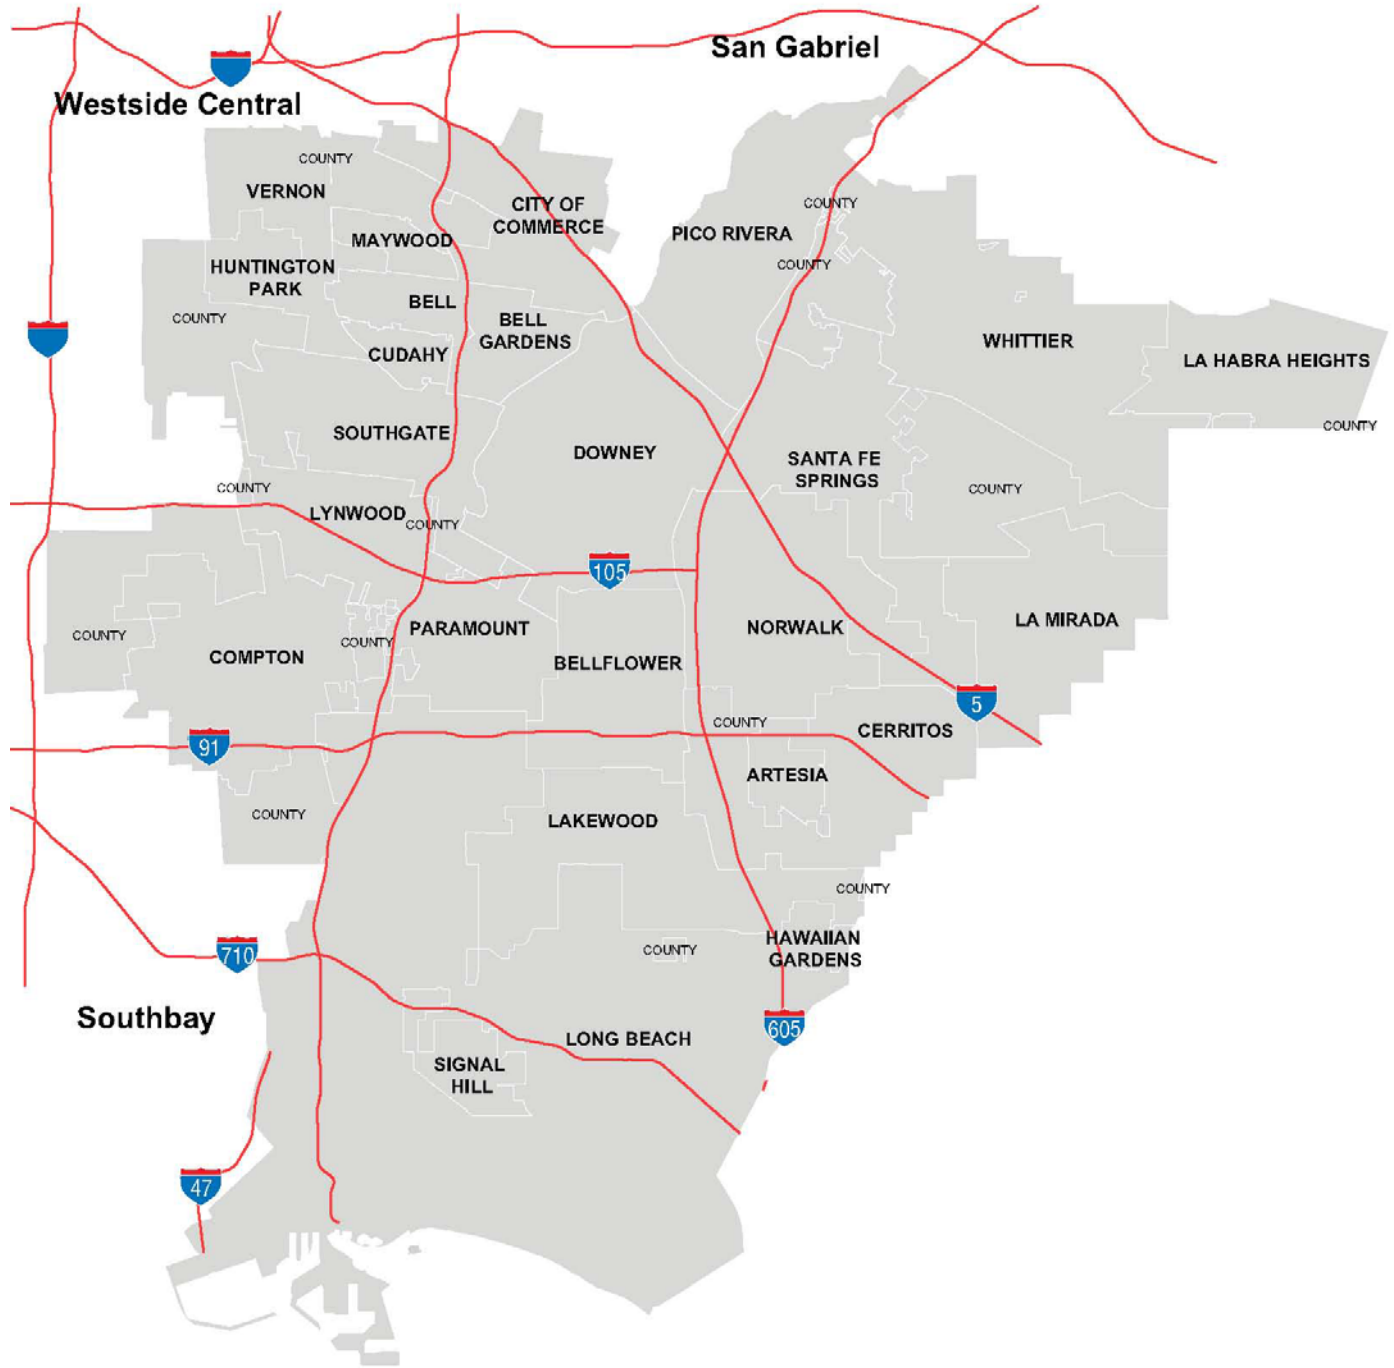 San Gabriel
Westside Central
COUNTY
VERNON
CITY OF
COMMERCE
COUNTY
PICO RIVERA
MAYWOOD
COUNTY
HUNTINGTON
PARK
BELL
COUNTY
BELL
GARDENS
WHITTIER
CUDAHY
LA HABRA HEIGHTS
COUNTY
SOUTHGATE
DOWNEY
SANTA FE
SPRINGS
COUNTY
COUNTY
LYNWOOD
COUNTY
105
COUNTY
COMPTON
COUNTY
PARAMOUNT
BELLFLOWER
NORWALK
LA MIRADA
5
COUNTY
CERRITOS
91
ARTESIA
COUNTY
LAKEWOOD
COUNTY
710
COUNTY
HAWAIIAN
GARDENS
Southbay
605
LONG BEACH
SIGNAL
HILL
47